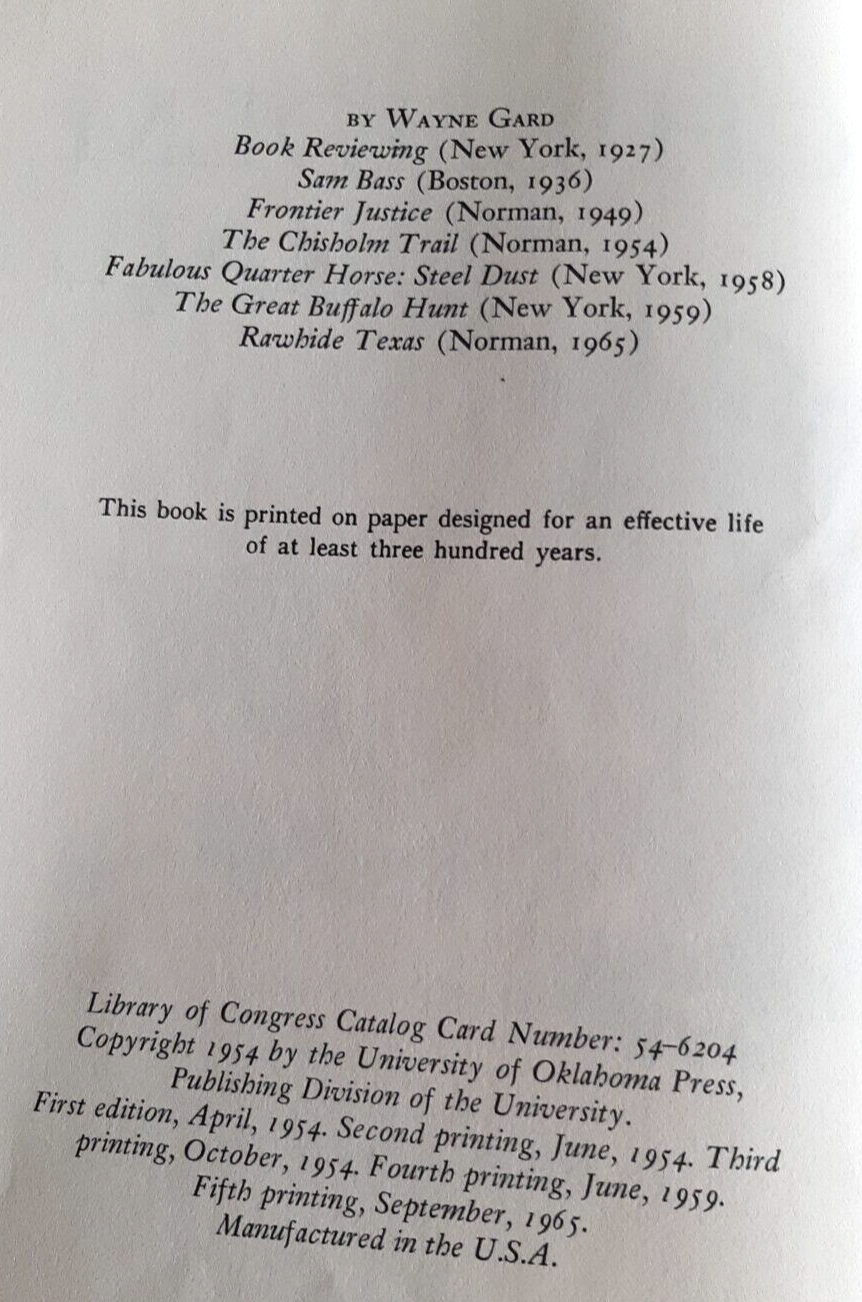 BY WAYNE GARD
Book Reviewing (New York, 1927)
Sam Bass (Boston, 1936)
Frontier Justice (Norman, 1949)
The Chisholm Trail (Norman, 1954)
Fabulous Quarter Horse: Steel Dust (New York, 1958)
The Great Buffalo Hunt (New York, 1959)
Rawhide Texas (Norman, 1965)
This book is printed on paper designed for an effective life
of at least three hundred years.
Library of Congress Catalog Card Number: 54-6204
Copyright 1954 by the University of Oklahoma Press,
Publishing Division of the University.
First edition, April, 1954. Second printing, June, 1954. Third
printing, October, 1954. Fourth printing, June, 1959.
Fifth printing, September, 1965.
Manufactured in the U.S.A.